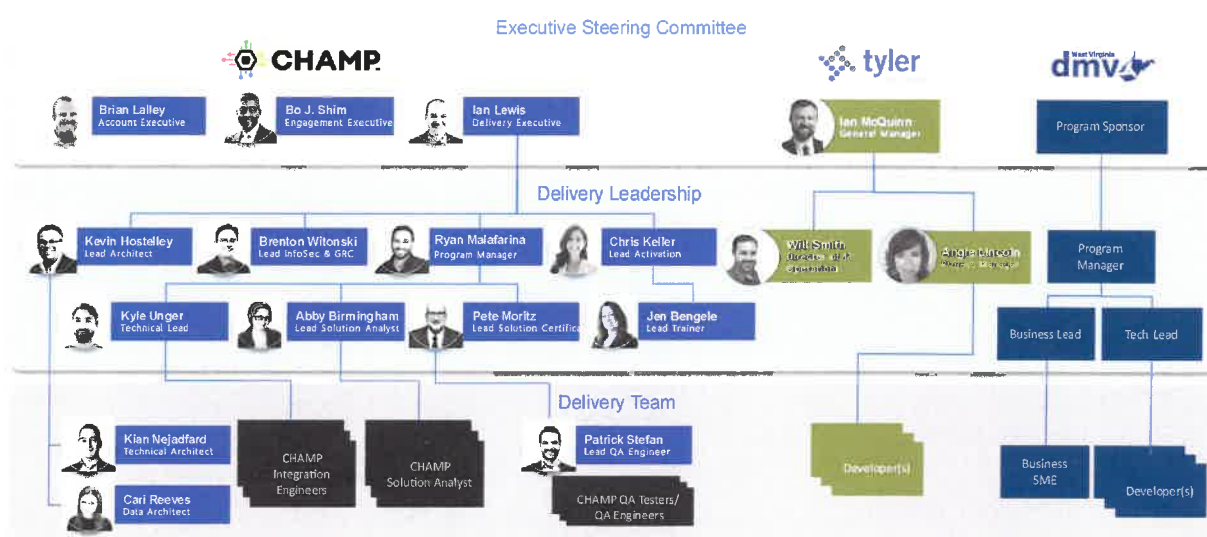 Executive Steering Committee
CHAMP
tyler
West Virginia
dmv
Brian Lalley
Account Executive
Bo J. Shim
Engagement Executive
Ian Lewis
Delivery Executive
Ian McQuinn
General Manager
Program Sponsor
Delivery Leadership
Kevin Hostelley
Lead Architect
Brenton Witonski
Lead InfoSec & GRC
Ryan Malafarina
Program Manager
Chris Keller
Lead Activation
Will Smith
Angie Lincoln
Program
Manager
Kyle Unger
Technical Lead
Abby Birmingham
Lead Solution Analyst
Pete Moritz
Lead Solution Certifica
Jen Bengele
Lead Trainer
Business Lead
Tech Lead
Delivery Team
Kian Nejadfard
Technical Architect
Cari Reeves
Data Architect
CHAMP
Integration
Engineers
CHAMP
Solution Analyst
Patrick Stefan
Lead QA Engineer
CHAMP QA Testers/
QA Engineers
Developer(s)
Business
SME
Developer(s)